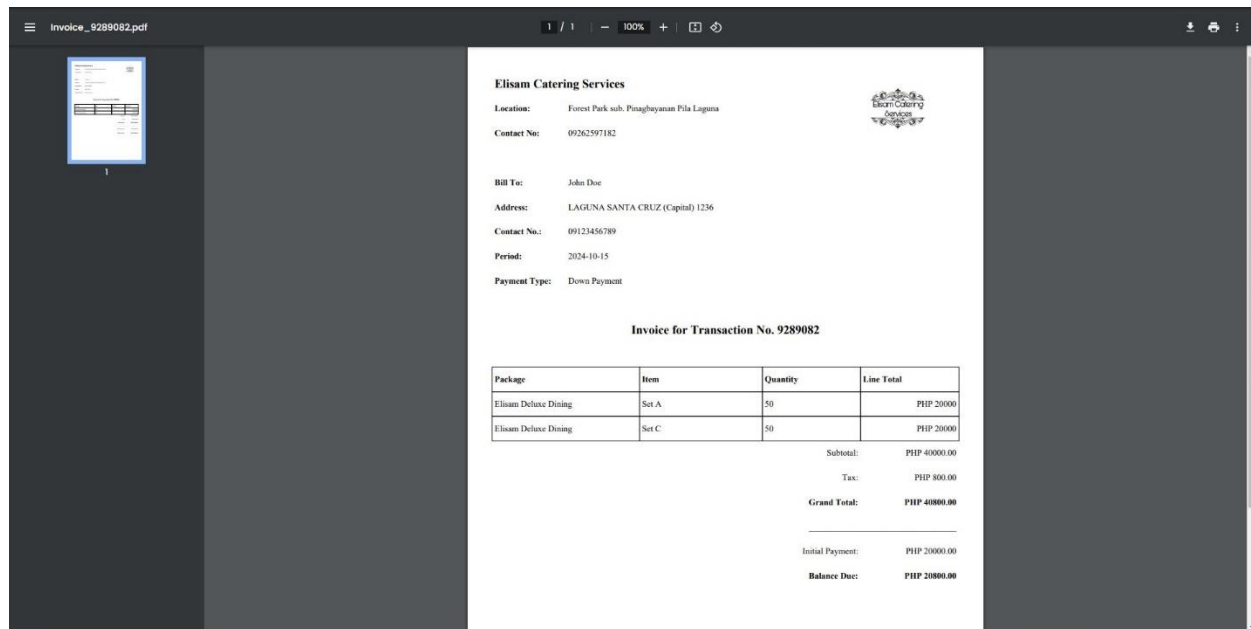 Invoice_9289082.pdf
1 / 1
100%
1
Elisam Catering Services
Location: Forest Park sub. Pinagbayanan Pila Laguna
Contact No: 09262597182
Elisam Catering
Services
Bill To: John Doe
Address: LAGUNA SANTA CRUZ (Capital) 1236
Contact No.: 09123456789
Period: 2024-10-15
Payment Type: Down Payment
Invoice for Transaction No. 9289082
Package Item Quantity Line Total
Elisam Deluxe Dining Set A 50 PHP 20000
Elisam Deluxe Dining Set C 50 PHP 20000
Subtotal: PHP 40000.00
Tax: PHP 800.00
Grand Total: PHP 40800.00
Initial Payment: PHP 20000.00
Balance Due: PHP 20800.00